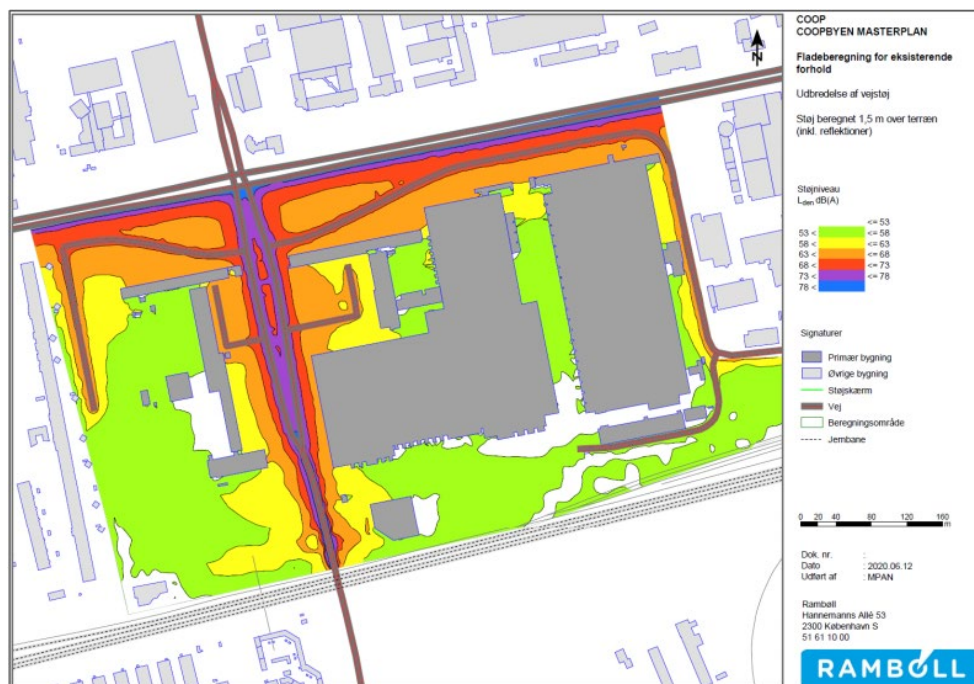 COOP
COOPBYEN MASTERPLAN
Fladeberegning for eksisterende
forhold
Udbredelse af vejstøj
Støj beregnet 1,5 m over terræn
(inkl. reflektioner)
N
Støjniveau
Lden dB(A)
<= 53
53 < <= 58
58 < <= 63
63 < <= 68
68 < <= 73
73 < <= 78
78 <
Signaturer
Primær bygning
Øvrige bygning
Støjskærm
Vej
Beregningsområde
Jernbane
0 20 40 80 120 160
m
Dok. nr. :
Dato : 2020.06.12
Udført af : MPAN
Rambøll
Hannemanns Allé 53
2300 København S
51 61 10 00
RAMBOLL